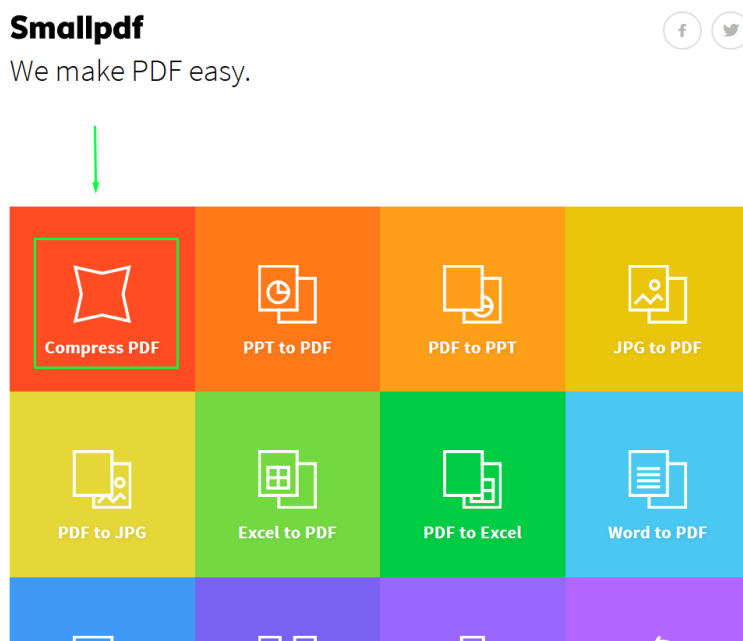 Smallpdf
We make PDF easy.
Compress PDF
PPT to PDF
PDF to PPT
JPG to PDF
PDF to JPG
Excel to PDF
PDF to Excel
Word to PDF